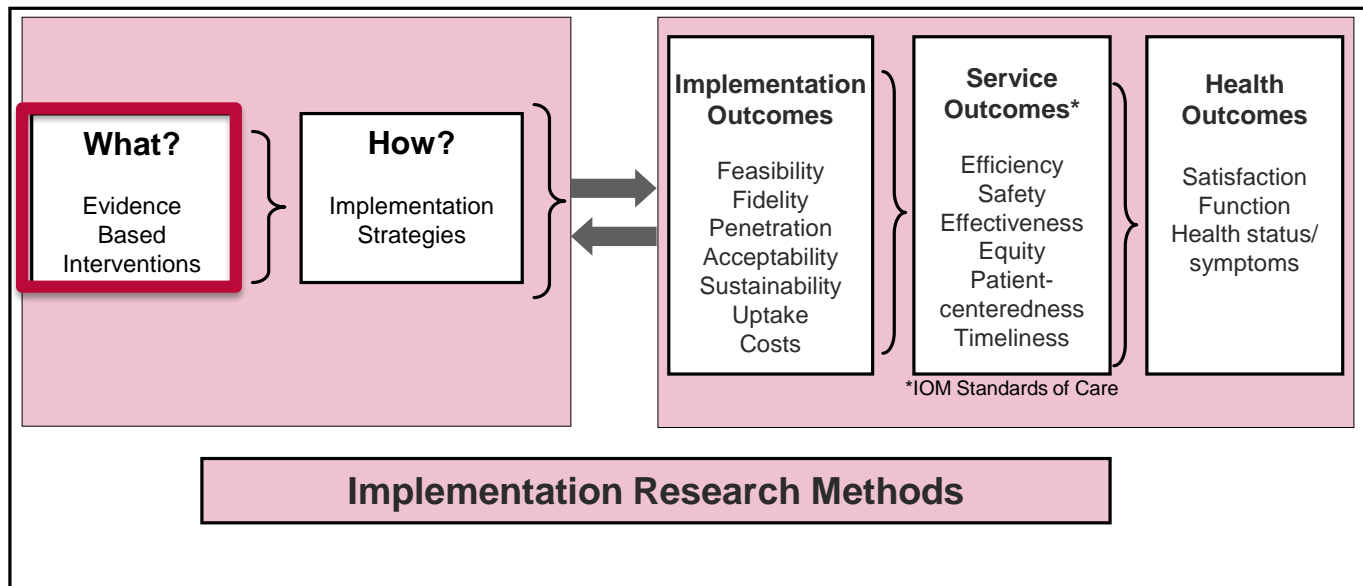 What?
Evidence
Based
Interventions
How?
Implementation
Strategies
Implementation
Outcomes
Feasibility
Fidelity
Penetration
Acceptability
Sustainability
Uptake
Costs
Service
Outcomes*
Efficiency
Safety
Effectiveness
Equity
Patient-
centeredness
Timeliness
*IOM Standards of Care
Health
Outcomes
Satisfaction
Function
Health status/
symptoms
Implementation Research Methods